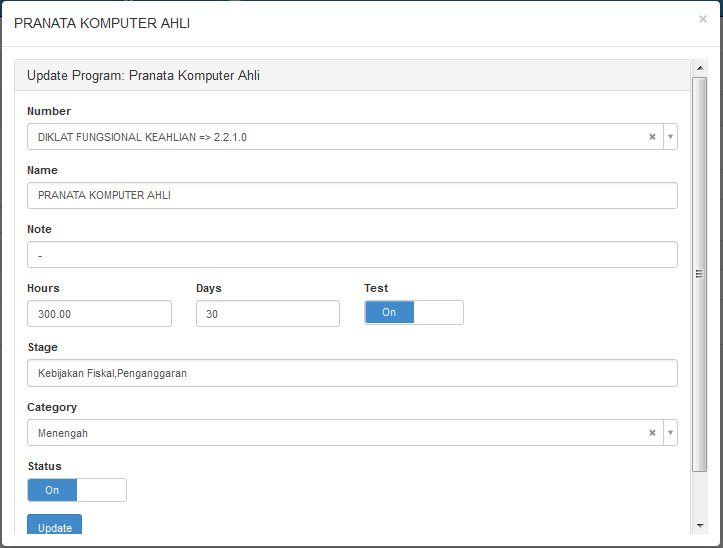 PRANATA KOMPUTER AHLI
×
Update Program: Pranata Komputer Ahli
Number
DIKLAT FUNGSIONAL KEAHLIAN => 2.2.1.0
Name
PRANATA KOMPUTER AHLI
Note
-
Hours Days Test
300.00 30 On
Stage
Kebijakan Fiskal,Penganggaran
Category
Menengah
Status
On
Update